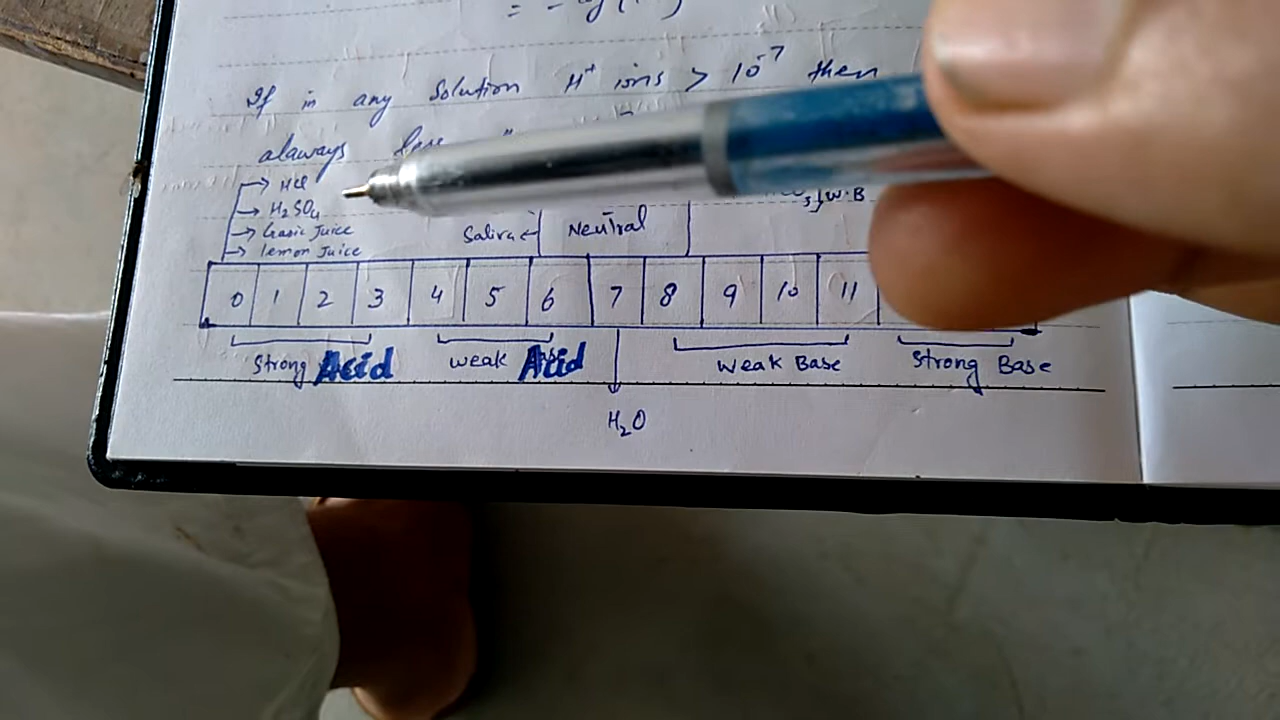 If in any Solution H⁺ ions > 10⁻⁷ then
alaways
→ HCl
→ H₂SO₄
→ Gasic Juice
→ lemon Juice
Saliva ←
Neutral
W.B
0 1 2 3 4 5 6 7 8 9 10 11
Strong Acid weak Acid Weak Base Strong Base
H₂O